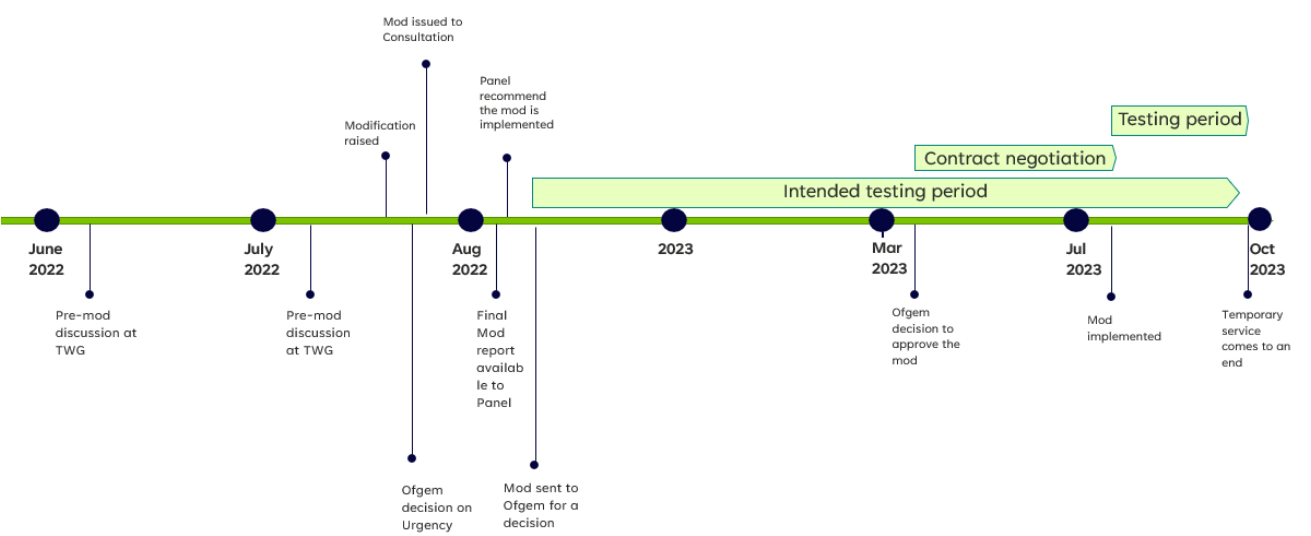 Mod issued to
Consultation
Panel
recommend
the mod is
implemented
Modification
raised
Testing period
Contract negotiation
Intended testing period
June
2022
July
2022
Aug
2022
2023
Mar
2023
Jul
2023
Oct
2023
Pre-mod
discussion at
TWG
Pre-mod
discussion
at TWG
Final
Mod
report
availab
le to
Panel
Ofgem
decision to
approve the
mod
Mod
implemented
Temporary
service
comes to an
end
Ofgem
decision on
Urgency
Mod sent to
Ofgem for a
decision